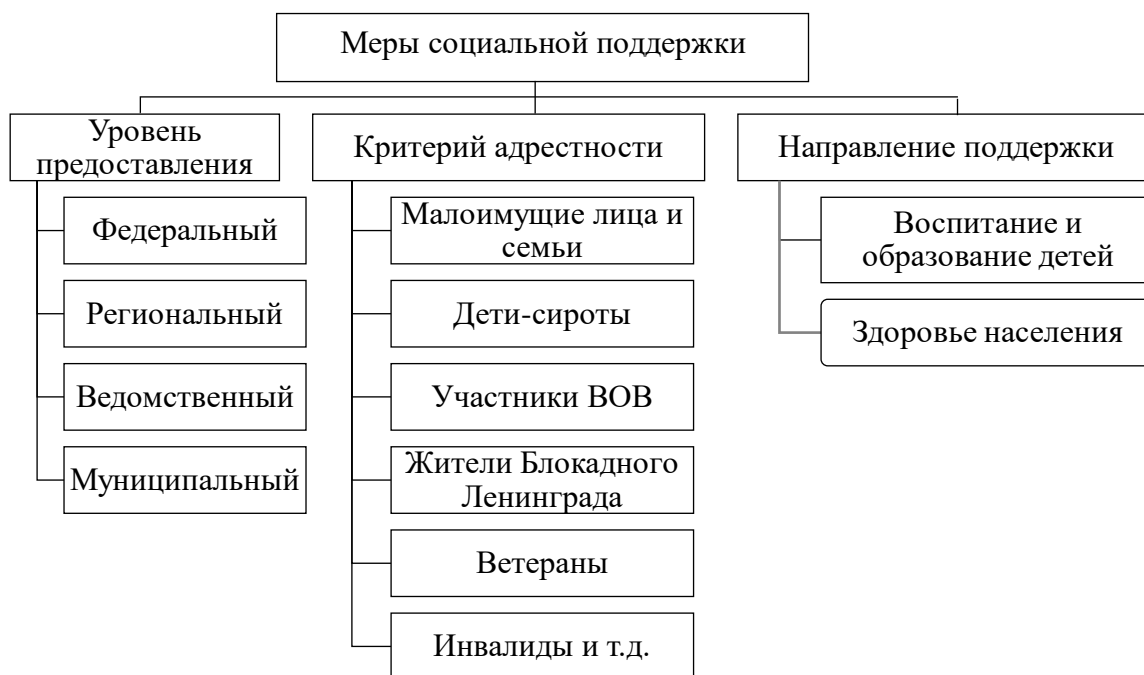 Меры социальной поддержки
Уровень
предоставления
Федеральный
Региональный
Ведомственный
Муниципальный
Критерий адрестности
Малоимущие лица и
семьи
Дети-сироты
Участники ВОВ
Жители Блокадного
Ленинграда
Ветераны
Инвалиды и т.д.
Направление поддержки
Воспитание и
образование детей
Здоровье населения